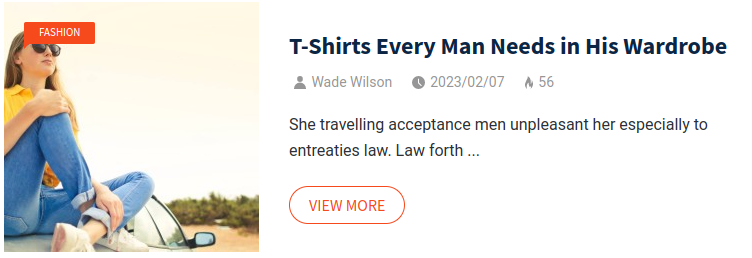 FASHION
T-Shirts Every Man Needs in His Wardrobe
Wade Wilson 2023/02/07 56
She travelling acceptance men unpleasant her especially to
entreaties law. Law forth ...
VIEW MORE